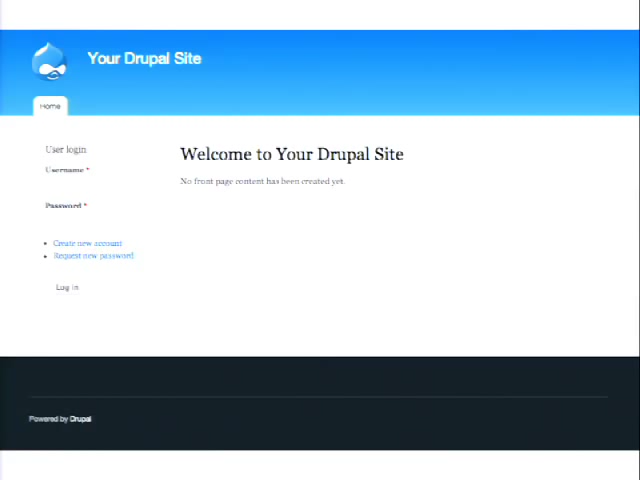 Your Drupal Site
Home
User login
Username *
Password *
Create new account
Request new password
Log in
Welcome to Your Drupal Site
No front page content has been created yet.
Powered by Drupal